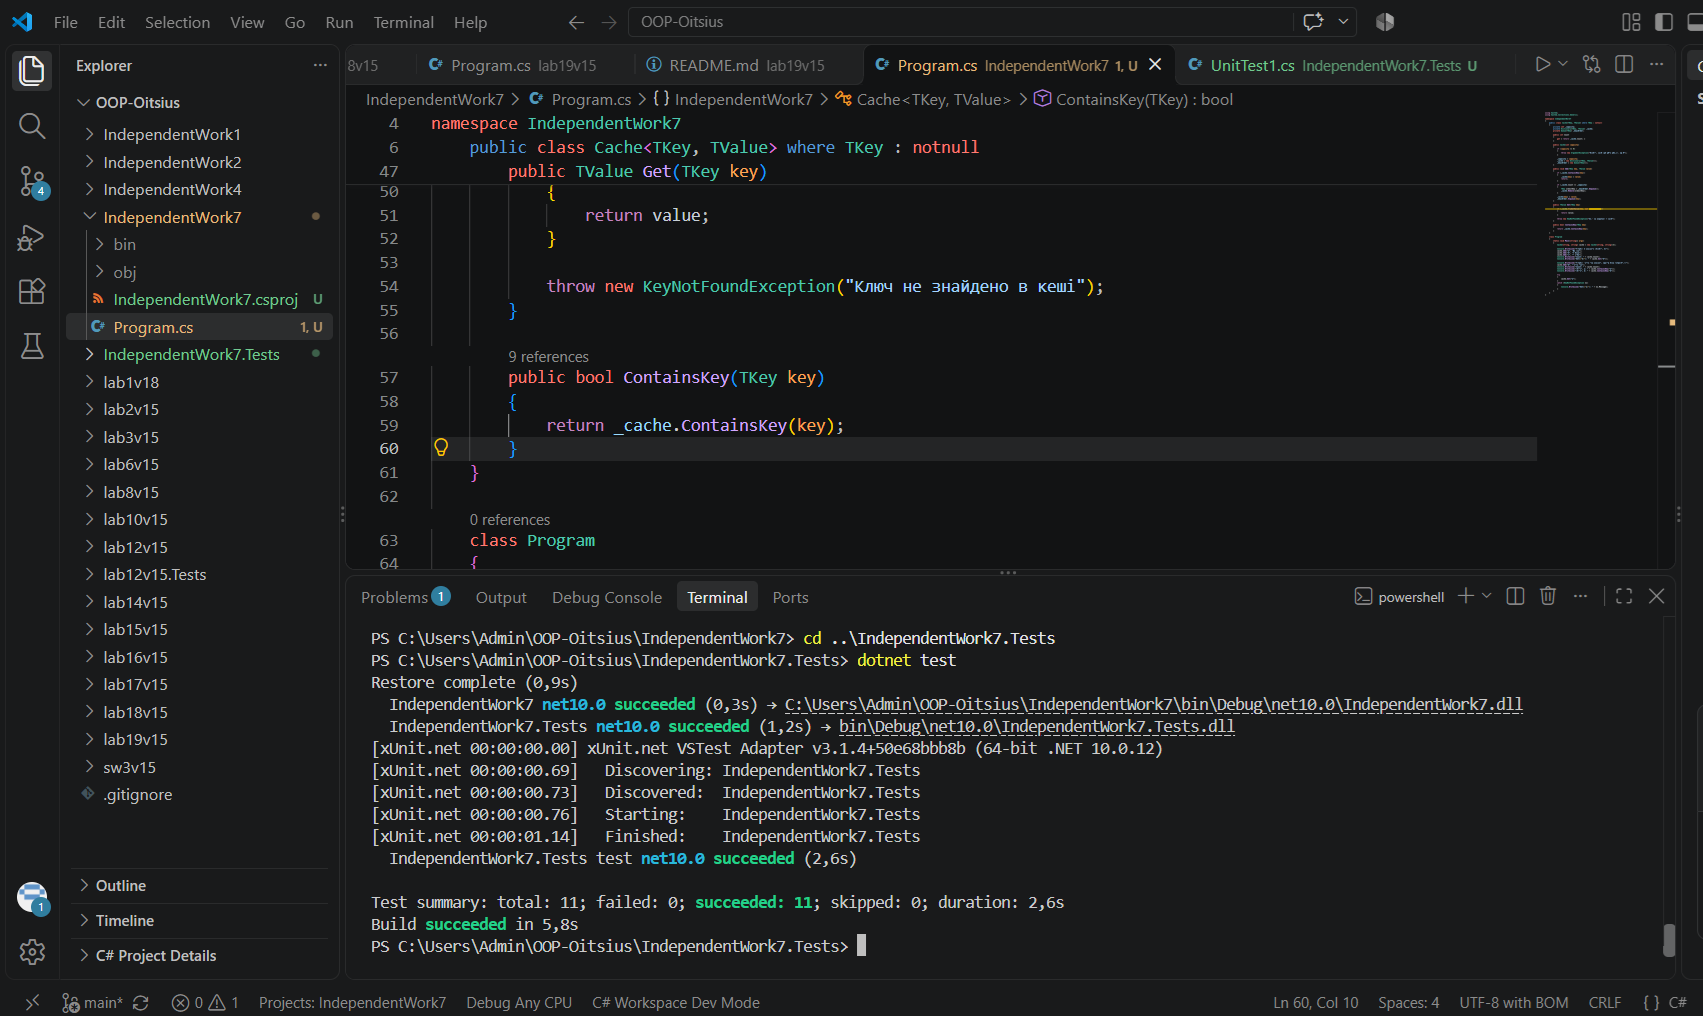 File Edit Selection View Go Run Terminal Help
OOP-Oitsius
Explorer
OOP-Oitsius
IndependentWork1
IndependentWork2
IndependentWork4
IndependentWork7
bin
obj
IndependentWork7.csproj U
Program.cs 1, U
IndependentWork7.Tests
lab1v18
lab2v15
lab3v15
lab6v15
lab8v15
lab10v15
lab12v15
lab12v15.Tests
lab14v15
lab15v15
lab16v15
lab17v15
lab18v15
lab19v15
sw3v15
.gitignore
Outline
Timeline
C# Project Details
4
1
8v15
Program.cs lab19v15
README.md lab19v15
Program.cs IndependentWork7 1, U
UnitTest1.cs IndependentWork7.Tests U
IndependentWork7 > Program.cs > { } IndependentWork7 > Cache<TKey, TValue> > ContainsKey(TKey) : bool
4 namespace IndependentWork7
6 public class Cache<TKey, TValue> where TKey : notnull
47 public TValue Get(TKey key)
50 {
51 return value;
52 }
53
54 throw new KeyNotFoundException("Ключ не знайдено в кеші");
55 }
56
9 references
57 public bool ContainsKey(TKey key)
58 {
59 return _cache.ContainsKey(key);
60 }
61 }
62
0 references
63 class Program
64 {
Problems 1 Output Debug Console Terminal Ports
powershell
PS C:\Users\Admin\OOP-Oitsius\IndependentWork7> cd ..\IndependentWork7.Tests
PS C:\Users\Admin\OOP-Oitsius\IndependentWork7.Tests> dotnet test
Restore complete (0,9s)
IndependentWork7 net10.0 succeeded (0,3s) → C:\Users\Admin\OOP-Oitsius\IndependentWork7\bin\Debug\net10.0\IndependentWork7.dll
IndependentWork7.Tests net10.0 succeeded (1,2s) → bin\Debug\net10.0\IndependentWork7.Tests.dll
[xUnit.net 00:00:00.00] xUnit.net VSTest Adapter v3.1.4+50e68bbb8b (64-bit .NET 10.0.12)
[xUnit.net 00:00:00.69] Discovering: IndependentWork7.Tests
[xUnit.net 00:00:00.73] Discovered: IndependentWork7.Tests
[xUnit.net 00:00:00.76] Starting: IndependentWork7.Tests
[xUnit.net 00:00:01.14] Finished: IndependentWork7.Tests
IndependentWork7.Tests test net10.0 succeeded (2,6s)
Test summary: total: 11; failed: 0; succeeded: 11; skipped: 0; duration: 2,6s
Build succeeded in 5,8s
PS C:\Users\Admin\OOP-Oitsius\IndependentWork7.Tests>
main* 0 1 Projects: IndependentWork7 Debug Any CPU C# Workspace Dev Mode Ln 60, Col 10 Spaces: 4 UTF-8 with BOM CRLF { } C#